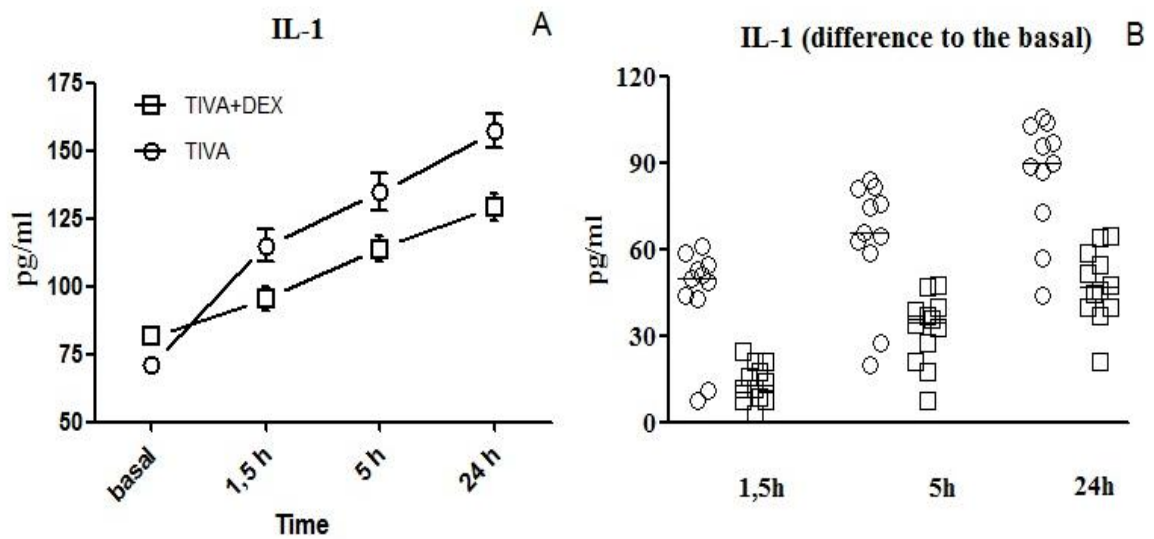 IL-1
A
175
150
125
100
75
50
pg/ml
TIVA+DEX
TIVA
basal
1,5 h
5 h
24 h
Time
IL-1 (difference to the basal)
B
120
90
60
30
0
pg/ml
1,5h
5h
24h